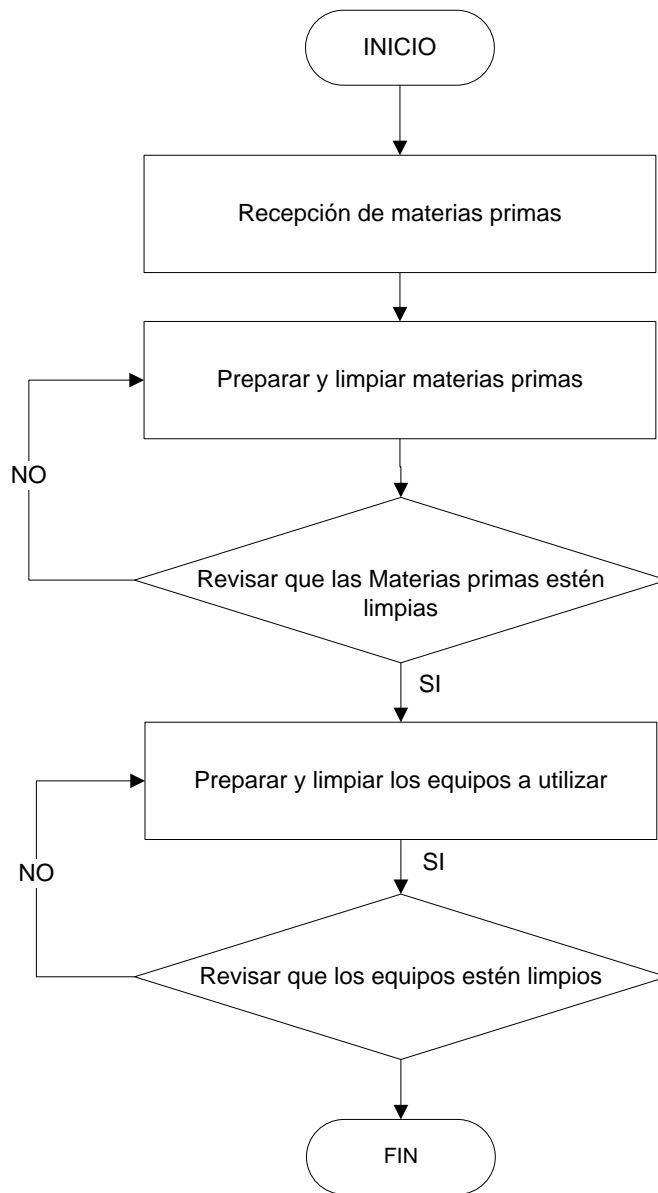 INICIO
Recepción de materias primas
Preparar y limpiar materias primas
NO
Revisar que las Materias primas estén
limpias
SI
Preparar y limpiar los equipos a utilizar
NO
SI
Revisar que los equipos estén limpios
FIN